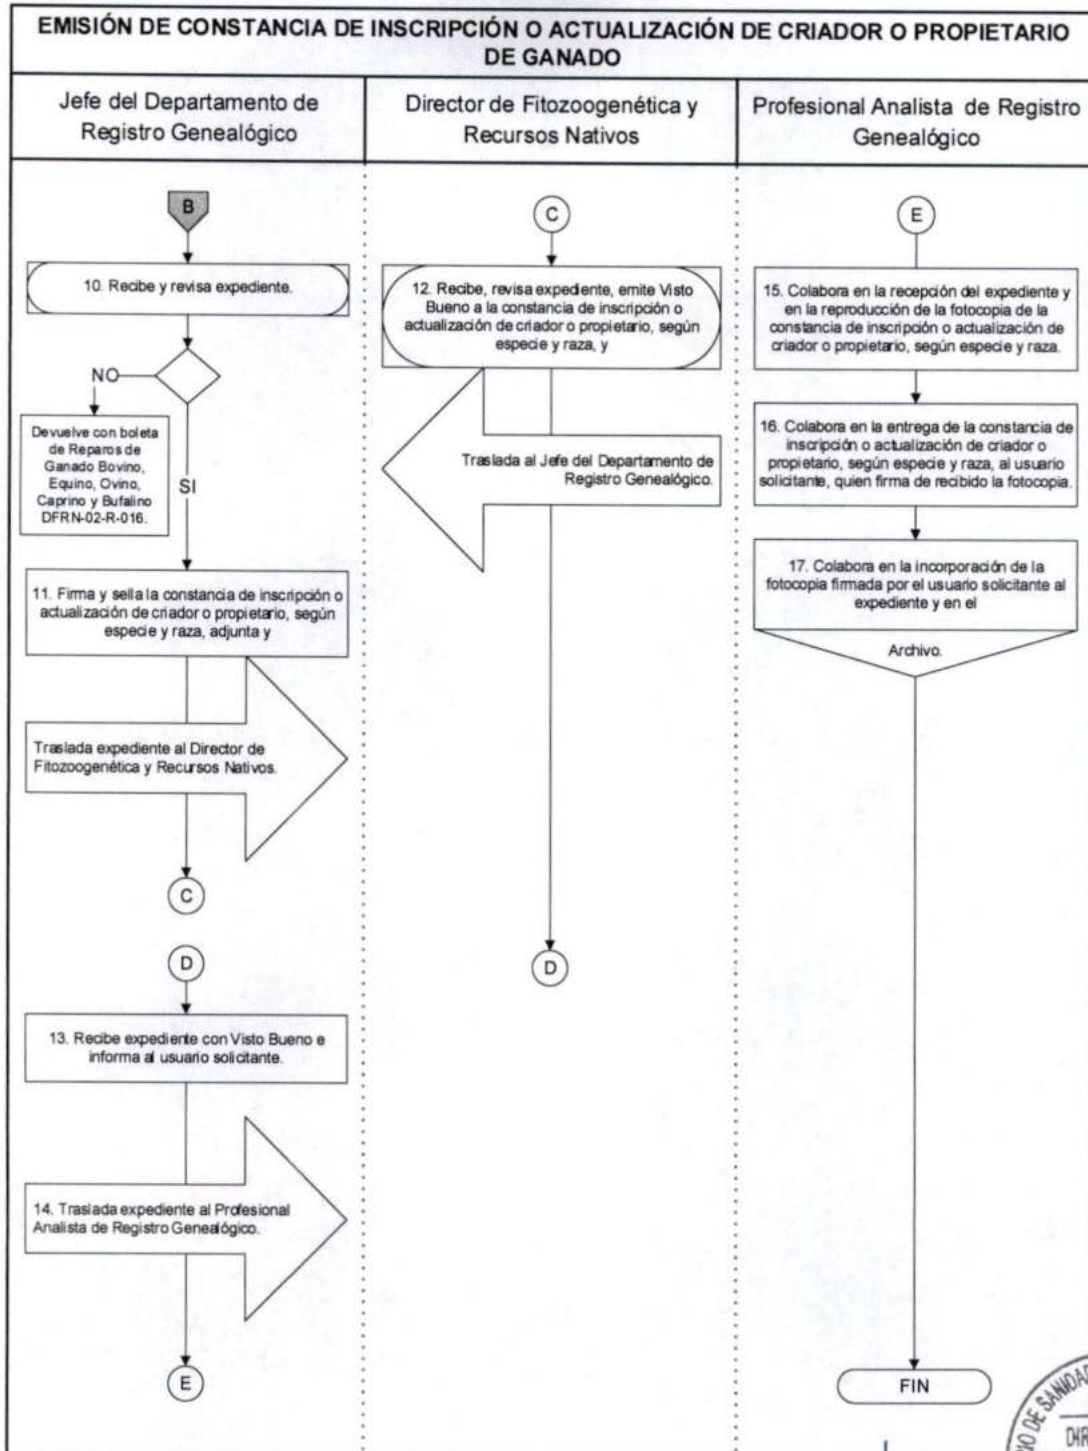 EMISIÓN DE CONSTANCIA DE INSCRIPCIÓN O ACTUALIZACIÓN DE CRIADOR O PROPIETARIO
DE GANADO
Jefe del Departamento de
Registro Genealógico
Director de Fitozoogenética y
Recursos Nativos
Profesional Analista de Registro
Genealógico
B
10. Recibe y revisa expediente.
NO
Devuelve con boleta
de Reparos de
Ganado Bovino,
Equino, Ovino,
Caprino y Bufalino
DFRN-02-R-016.
SI
11. Firma y sella la constancia de inscripción o
actualización de criador o propietario, según
especie y raza, adjunta y
Traslada expediente al Director de
Fitozoogenética y Recursos Nativos.
C
D
13. Recibe expediente con Visto Bueno e
informa al usuario solicitante.
14. Traslada expediente al Profesional
Analista de Registro Genealógico.
E
C
12. Recibe, revisa expediente, emite Visto
Bueno a la constancia de inscripción o
actualización de criador o propietario, según
especie y raza, y
Traslada al Jefe del Departamento de
Registro Genealógico.
D
E
15. Colabora en la recepción del expediente y
en la reproducción de la fotocopia de la
constancia de inscripción o actualización de
criador o propietario, según especie y raza.
16. Colabora en la entrega de la constancia de
inscripción o actualización de criador o
propietario, según especie y raza, al usuario
solicitante, quien firma de recibido la fotocopia.
17. Colabora en la incorporación de la
fotocopia firmada por el usuario solicitante al
expediente y en el
Archivo.
FIN
DE SANIDAD